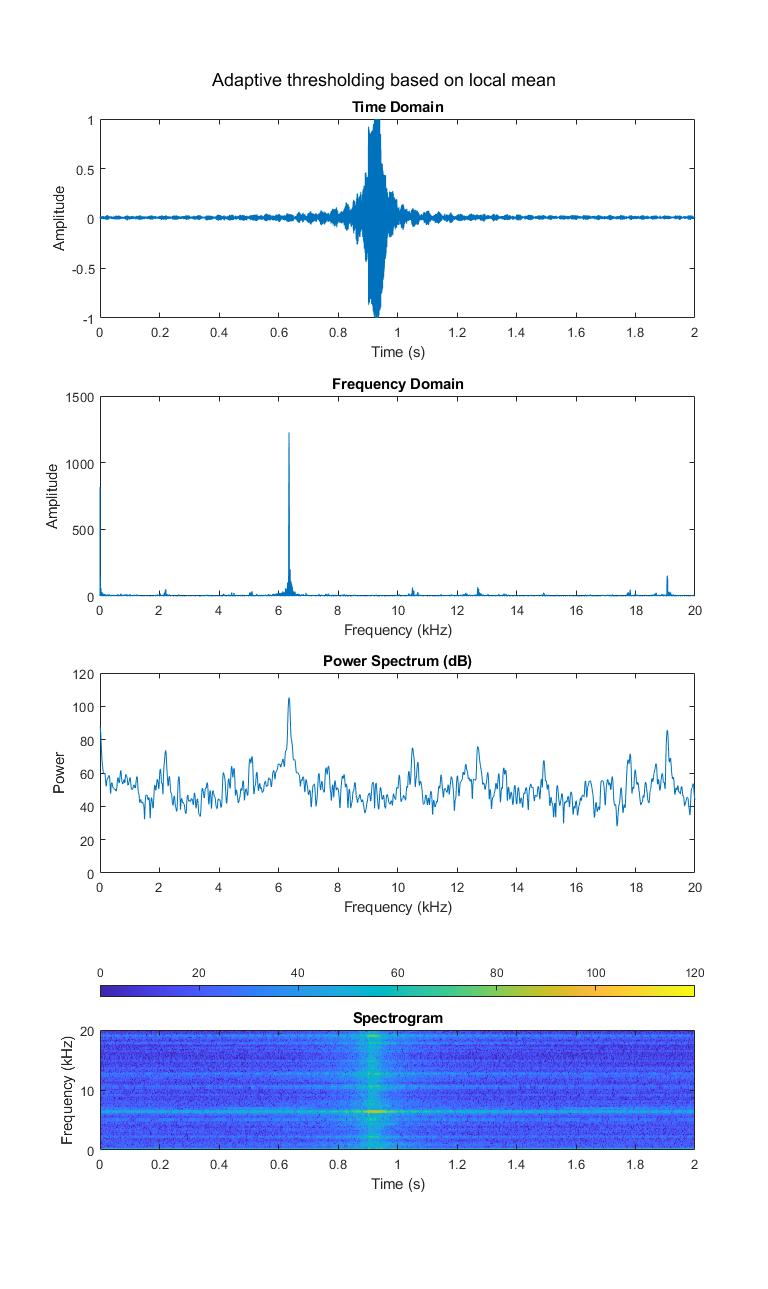 Adaptive thresholding based on local mean
Time Domain
1
0.5
0
-0.5
-1
Amplitude
0 0.2 0.4 0.6 0.8 1 1.2 1.4 1.6 1.8 2
Time (s)
Frequency Domain
1500
1000
500
0
Amplitude
0 2 4 6 8 10 12 14 16 18 20
Frequency (kHz)
Power Spectrum (dB)
120
100
80
60
40
20
0
Power
0 2 4 6 8 10 12 14 16 18 20
Frequency (kHz)
0 20 40 60 80 100 120
Spectrogram
20
10
0
Frequency (kHz)
0 0.2 0.4 0.6 0.8 1 1.2 1.4 1.6 1.8 2
Time (s)